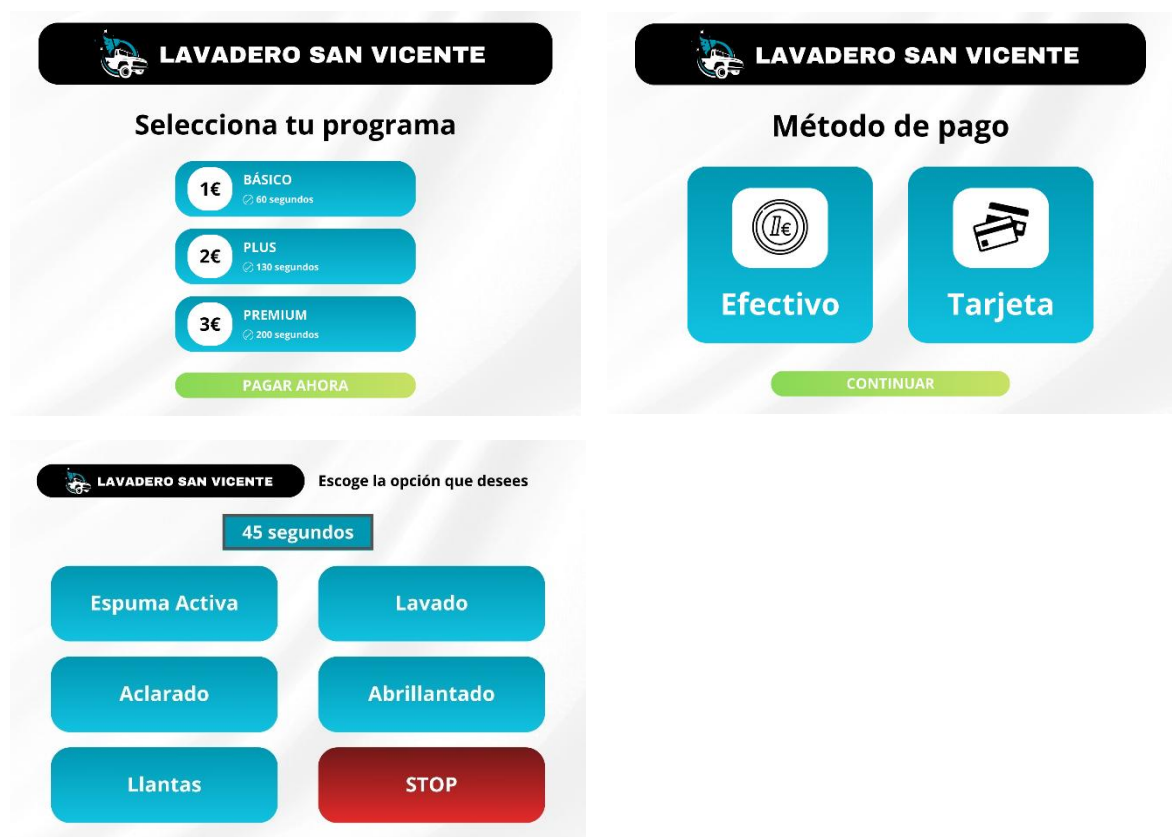 LAVADERO SAN VICENTE
Selecciona tu programa
1€
BÁSICO
60 segundos
2€
PLUS
130 segundos
3€
PREMIUM
200 segundos
PAGAR AHORA
LAVADERO SAN VICENTE
Método de pago
1€
Efectivo
Tarjeta
CONTINUAR
LAVADERO SAN VICENTE
Escoge la opción que desees
45 segundos
Espuma Activa
Lavado
Aclarado
Abrillantado
Llantas
STOP